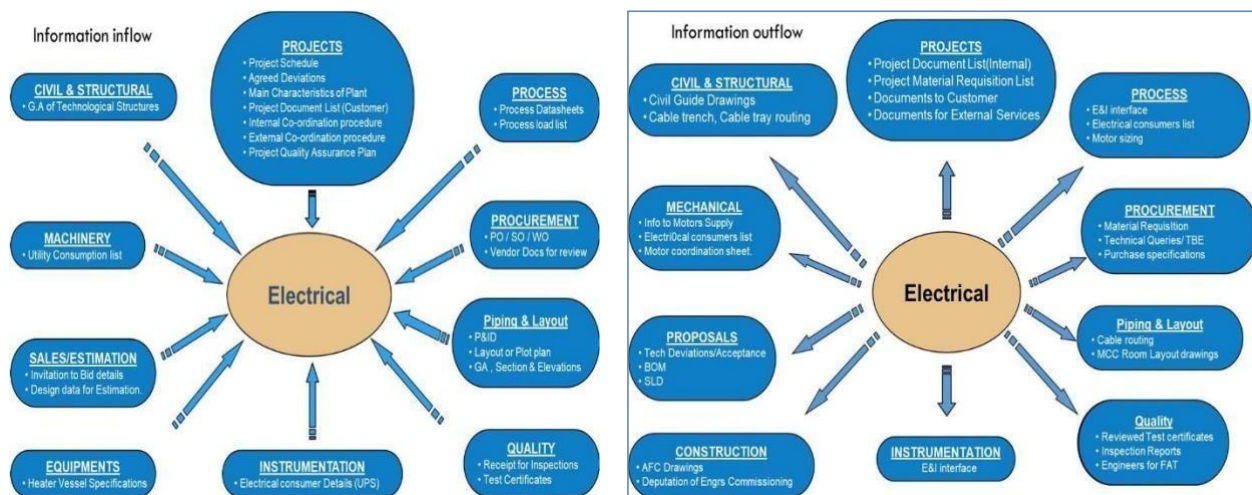 Information inflow
PROJECTS
• Project Schedule
• Agreed Deviations
• Main Characteristics of Plant
• Project Document List (Customer)
• Internal Co-ordination procedure
• External Co-ordination procedure
• Project Quality Assurance Plan
CIVIL & STRUCTURAL
• G.A of Technological Structures
PROCESS
• Process Datasheets
• Process load list
MACHINERY
• Utility Consumption list
PROCUREMENT
• PO / SO / WO
• Vendor Docs for review
Electrical
SALES/ESTIMATION
• Invitation to Bid details
• Design data for Estimation.
Piping & Layout
• P&ID
• Layout or Plot plan
• GA , Section & Elevations
EQUIPMENTS
• Heater Vessel Specifications
INSTRUMENTATION
• Electrical consumer Details (UPS)
QUALITY
• Receipt for Inspections
• Test Certificates
Information outflow
PROJECTS
• Project Document List(Internal)
• Project Material Requisition List
• Documents to Customer
• Documents for External Services
CIVIL & STRUCTURAL
• Civil Guide Drawings
• Cable trench, Cable tray routing
PROCESS
• E&I interface
• Electrical consumers list
• Motor sizing
MECHANICAL
• Info to Motors Supply
• Electri0cal consumers list
• Motor coordination sheet.
PROCUREMENT
• Material Requisition
• Technical Queries/ TBE
• Purchase specifications
Electrical
PROPOSALS
• Tech Deviations/Acceptance
• BOM
• SLD
Piping & Layout
• Cable routing
• MCC Room Layout drawings
CONSTRUCTION
• AFC Drawings
• Deputation of Engrs Commissioning
INSTRUMENTATION
E&I interface
Quality
• Reviewed Test certificates
• Inspection Reports
• Engineers for FAT